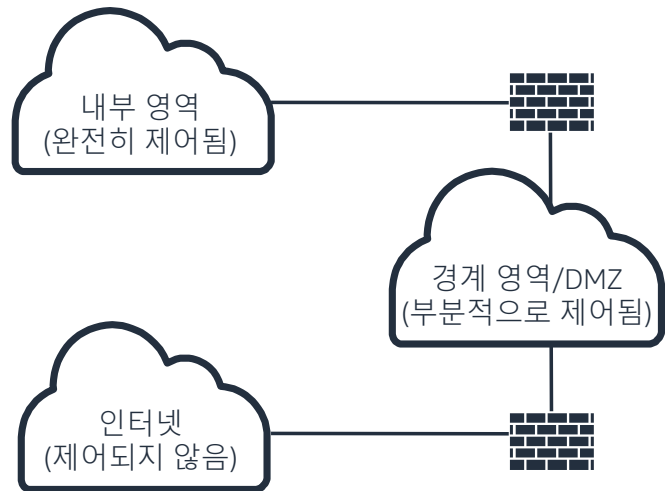 내부 영역
(완전히 제어됨)
경계 영역/DMZ
(부분적으로 제어됨)
인터넷
(제어되지 않음)